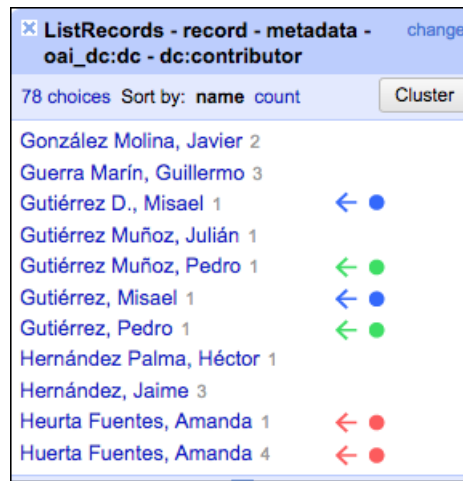 ListRecords - record - metadata - change
oai_dc:dc - dc:contributor
78 choices Sort by: name count Cluster
González Molina, Javier 2
Guerra Marín, Guillermo 3
Gutiérrez D., Misael 1
Gutiérrez Muñoz, Julián 1
Gutiérrez Muñoz, Pedro 1
Gutiérrez, Misael 1
Gutiérrez, Pedro 1
Hernández Palma, Héctor 1
Hernández, Jaime 3
Heurta Fuentes, Amanda 1
Huerta Fuentes, Amanda 4